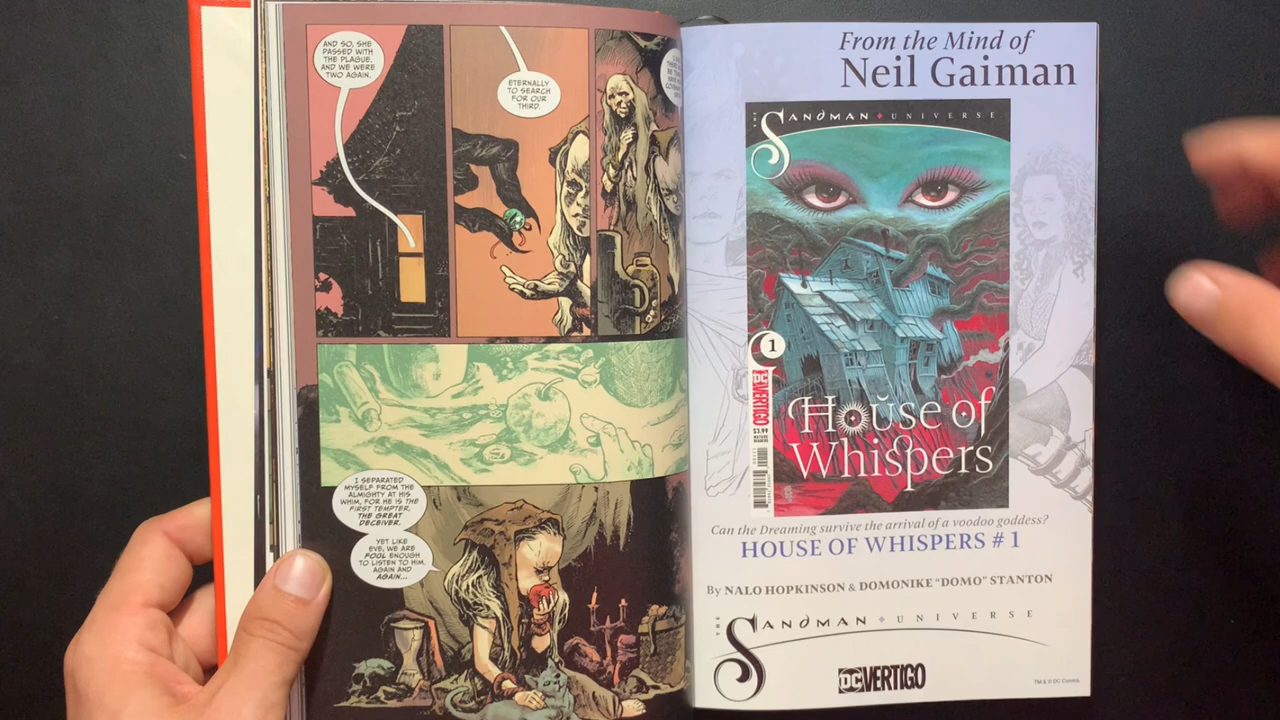 AND SO, SHE
PASSED WITH
THE PLAGUE.
AND WE WERE
TWO AGAIN.
ETERNALLY
TO SEARCH
FOR OUR
THIRD.
I SEPARATED
MYSELF FROM THE
ALMIGHTY AT HIS
WHIM, FOR HE IS THE
FIRST TEMPTER,
THE GREAT
DECEIVER.
YET LIKE
EVE, WE ARE
FOOL ENOUGH
TO LISTEN TO HIM.
AGAIN AND
AGAIN...
From the Mind of
Neil Gaiman
THE
SANDMAN UNIVERSE
1
DC VERTIGO
$3.99
House of
Whispers
Can the Dreaming survive the arrival of a voodoo goddess?
HOUSE OF WHISPERS # 1
By NALO HOPKINSON & DOMONIKE "DOMO" STANTON
THE
SANDMAN UNIVERSE
DC VERTIGO
TM & © DC Comics.